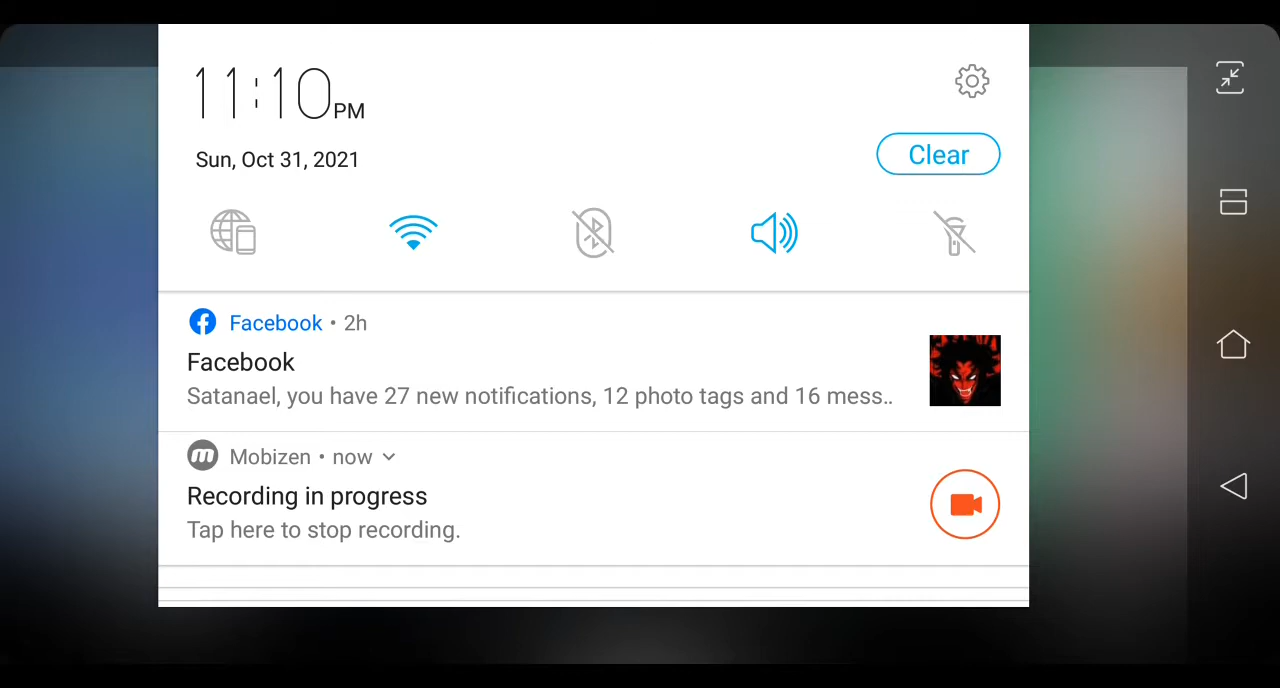 11:10PM
Sun, Oct 31, 2021
Clear
Facebook • 2h
Facebook
Satanael, you have 27 new notifications, 12 photo tags and 16 mess..
m Mobizen • now
Recording in progress
Tap here to stop recording.